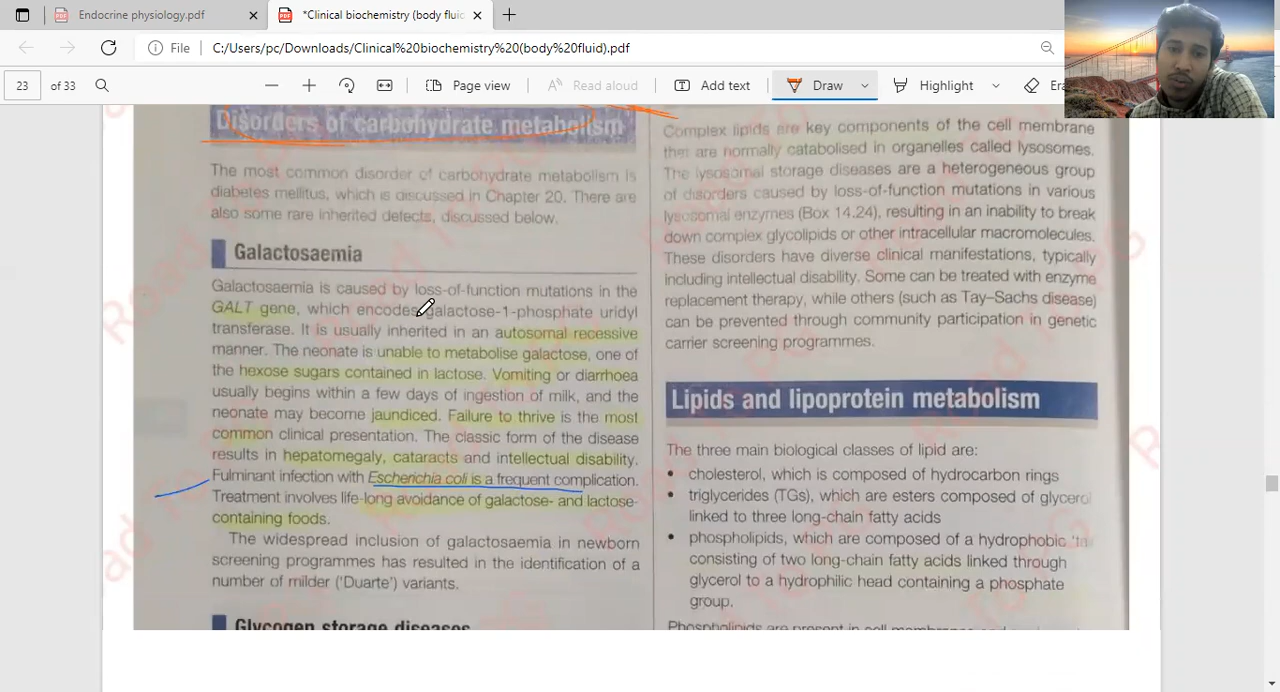 Endocrine physiology.pdf
*Clinical biochemistry (body fluid
File
C:/Users/pc/Downloads/Clinical%20biochemistry%20(body%20fluid).pdf
23 of 33
Page view
Read aloud
Add text
Draw
Highlight
Era
Disorders of carbohydrate metabolism
The most common disorder of carbohydrate metabolism is
diabetes mellitus, which is discussed in Chapter 20. There are
also some rare inherited defects, discussed below.
Galactosaemia
Galactosaemia is caused by loss-of-function mutations in the
GALT gene, which encodes galactose-1-phosphate uridyl
transferase. It is usually inherited in an autosomal recessive
manner. The neonate is unable to metabolise galactose, one of
the hexose sugars contained in lactose. Vomiting or diarrhoea
usually begins within a few days of ingestion of milk, and the
neonate may become jaundiced. Failure to thrive is the most
common clinical presentation. The classic form of the disease
results in hepatomegaly, cataracts and intellectual disability.
Fulminant infection with Escherichia coli is a frequent complication.
Treatment involves life-long avoidance of galactose- and lactose-
containing foods.
The widespread inclusion of galactosaemia in newborn
screening programmes has resulted in the identification of a
number of milder ('Duarte') variants.
Glycogen storage diseases
Complex lipids are key components of the cell membrane
that are normally catabolised in organelles called lysosomes.
The lysosomal storage diseases are a heterogeneous group
of disorders caused by loss-of-function mutations in various
lysosomal enzymes (Box 14.24), resulting in an inability to break
down complex glycolipids or other intracellular macromolecules.
These disorders have diverse clinical manifestations, typically
including intellectual disability. Some can be treated with enzyme
replacement therapy, while others (such as Tay–Sachs disease)
can be prevented through community participation in genetic
carrier screening programmes.
Lipids and lipoprotein metabolism
The three main biological classes of lipid are:
• cholesterol, which is composed of hydrocarbon rings
• triglycerides (TGs), which are esters composed of glycerol
linked to three long-chain fatty acids
• phospholipids, which are composed of a hydrophobic 'ta
consisting of two long-chain fatty acids linked through
glycerol to a hydrophilic head containing a phosphate
group.
Phospholipids are present in cell membranes and